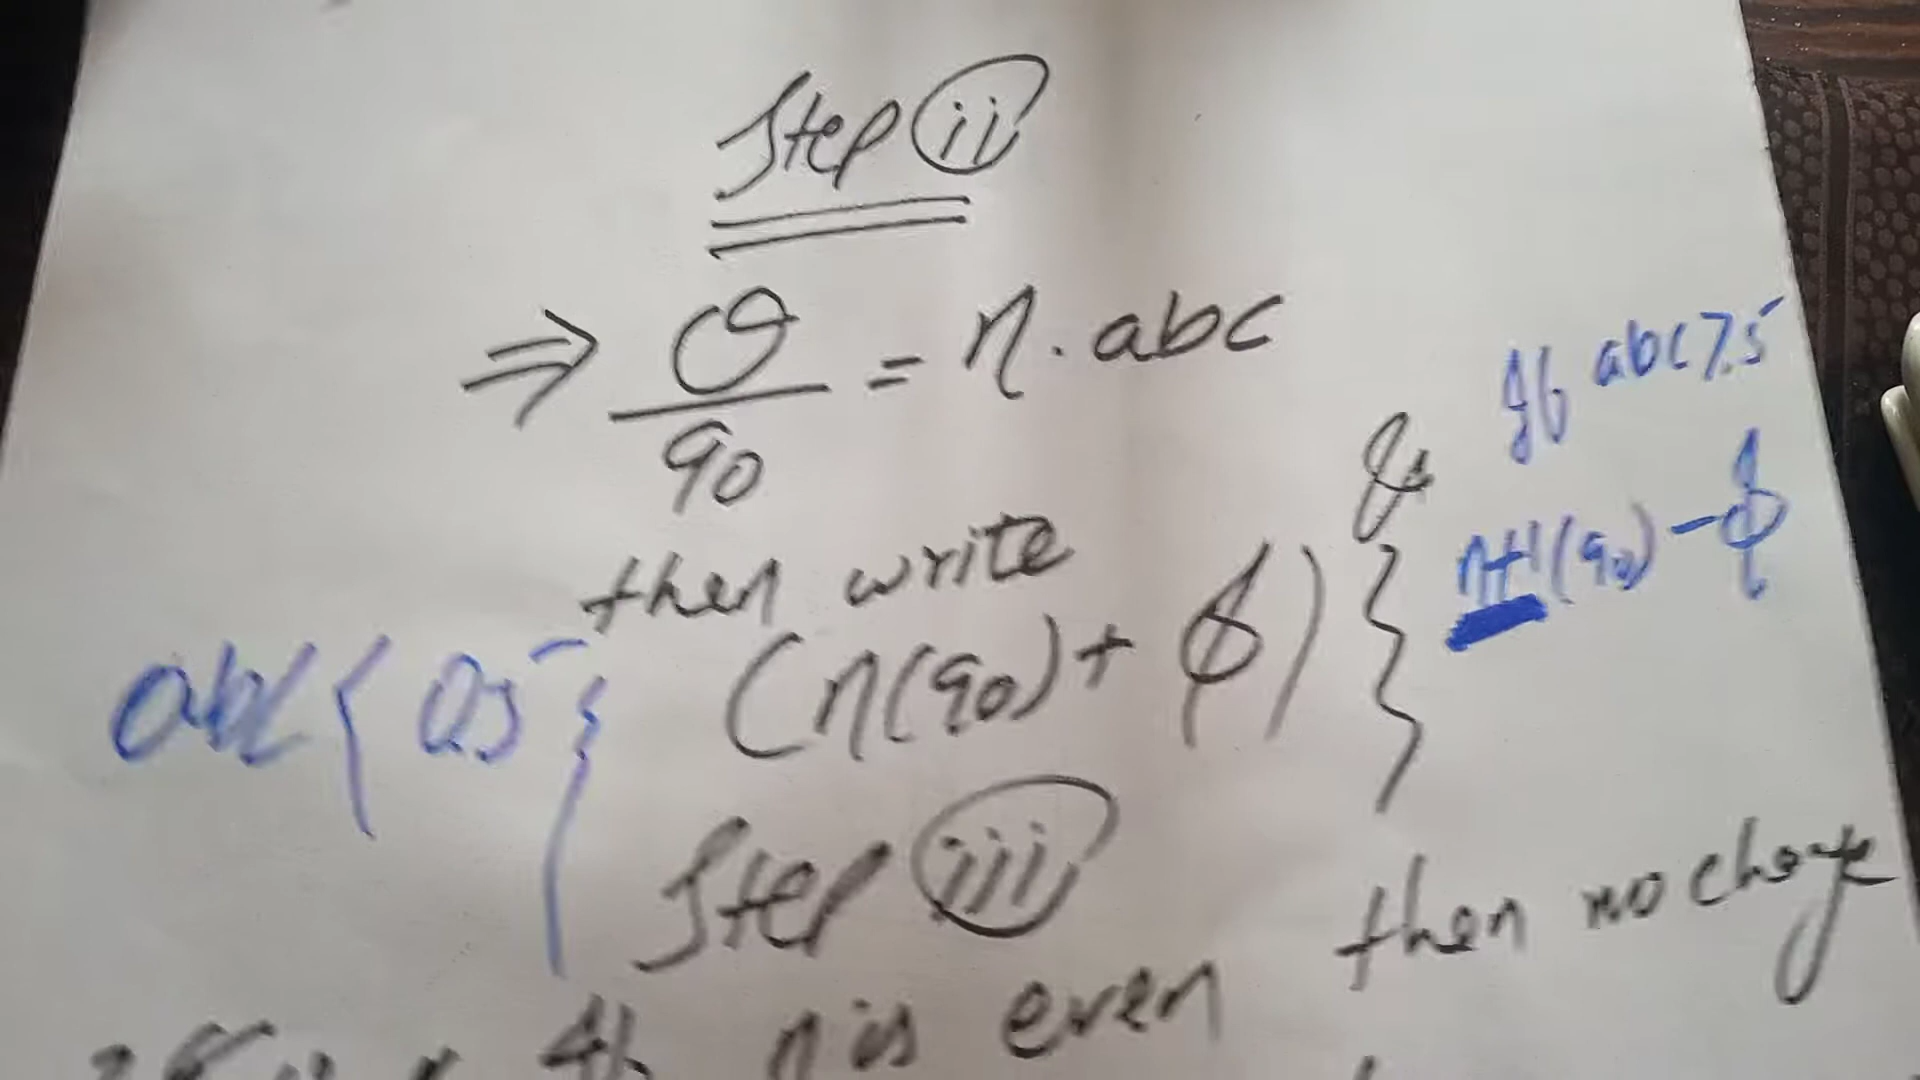 Step ii
⇒ θ/90 = n.abc
If abc>.5
n+1(90) - φ
then write
abc < 0.5 { (n(90) + φ) }
Step iii
If n is even then no change